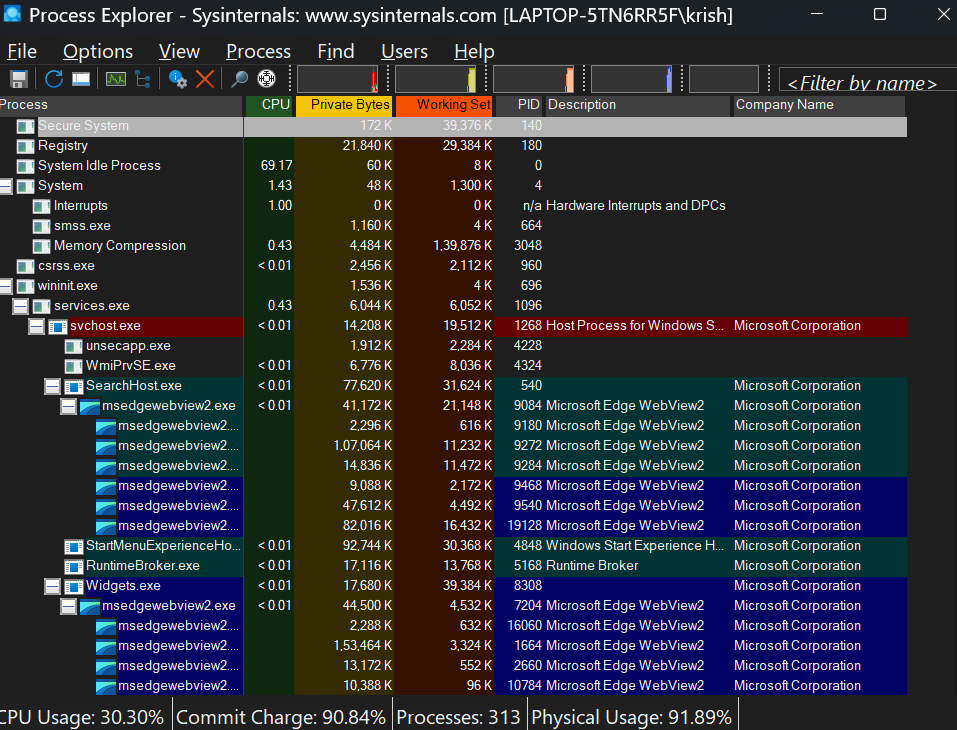 Process Explorer - Sysinternals: www.sysinternals.com [LAPTOP-5TN6RR5F\krish]
File Options View Process Find Users Help
<Filter by name>
Process CPU Private Bytes Working Set PID Description Company Name
Secure System 172 K 39,376 K 140
Registry 21,840 K 29,384 K 180
System Idle Process 69.17 60 K 8 K 0
System 1.43 48 K 1,300 K 4
Interrupts 1.00 0 K 0 K n/a Hardware Interrupts and DPCs
smss.exe 1,160 K 4 K 664
Memory Compression 0.43 4,484 K 1,39,876 K 3048
csrss.exe < 0.01 2,456 K 2,112 K 960
wininit.exe 1,536 K 4 K 696
services.exe 0.43 6,044 K 6,052 K 1096
svchost.exe < 0.01 14,208 K 19,512 K 1268 Host Process for Windows S... Microsoft Corporation
unsecapp.exe 1,912 K 2,284 K 4228
WmiPrvSE.exe < 0.01 6,776 K 8,036 K 4324
SearchHost.exe < 0.01 77,620 K 31,624 K 540 Microsoft Corporation
msedgewebview2.exe < 0.01 41,172 K 21,148 K 9084 Microsoft Edge WebView2 Microsoft Corporation
msedgewebview2.... 2,296 K 616 K 9180 Microsoft Edge WebView2 Microsoft Corporation
msedgewebview2.... 1,07,064 K 11,232 K 9272 Microsoft Edge WebView2 Microsoft Corporation
msedgewebview2.... 14,836 K 11,472 K 9284 Microsoft Edge WebView2 Microsoft Corporation
msedgewebview2.... 9,088 K 2,172 K 9468 Microsoft Edge WebView2 Microsoft Corporation
msedgewebview2.... 47,612 K 4,492 K 9540 Microsoft Edge WebView2 Microsoft Corporation
msedgewebview2.... 82,016 K 16,432 K 19128 Microsoft Edge WebView2 Microsoft Corporation
StartMenuExperienceHo... < 0.01 92,744 K 30,368 K 4848 Windows Start Experience H... Microsoft Corporation
RuntimeBroker.exe < 0.01 17,116 K 13,768 K 5168 Runtime Broker Microsoft Corporation
Widgets.exe < 0.01 17,680 K 39,384 K 8308 Microsoft Corporation
msedgewebview2.exe < 0.01 44,500 K 4,532 K 7204 Microsoft Edge WebView2 Microsoft Corporation
msedgewebview2.... 2,288 K 632 K 16060 Microsoft Edge WebView2 Microsoft Corporation
msedgewebview2.... 1,53,464 K 3,324 K 1664 Microsoft Edge WebView2 Microsoft Corporation
msedgewebview2.... 13,172 K 552 K 2660 Microsoft Edge WebView2 Microsoft Corporation
msedgewebview2.... 10,388 K 96 K 10784 Microsoft Edge WebView2 Microsoft Corporation
CPU Usage: 30.30% Commit Charge: 90.84% Processes: 313 Physical Usage: 91.89%